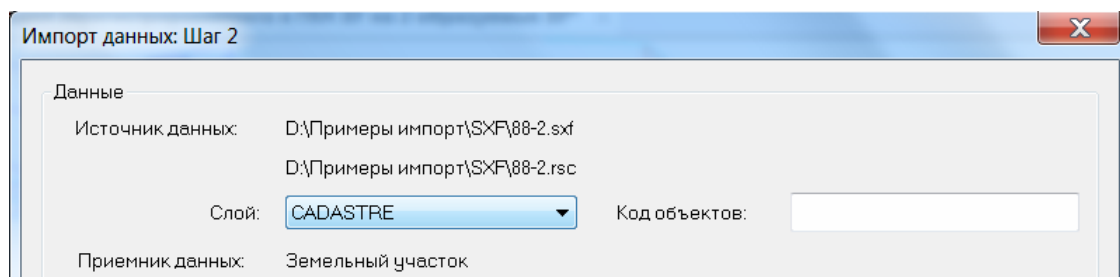 Импорт данных: Шаг 2
Данные
Источник данных: D:\Примеры импорт\SXF\88-2.sxf
D:\Примеры импорт\SXF\88-2.rsc
Слой: CADASTRE Код объектов:
Приемник данных: Земельный участок